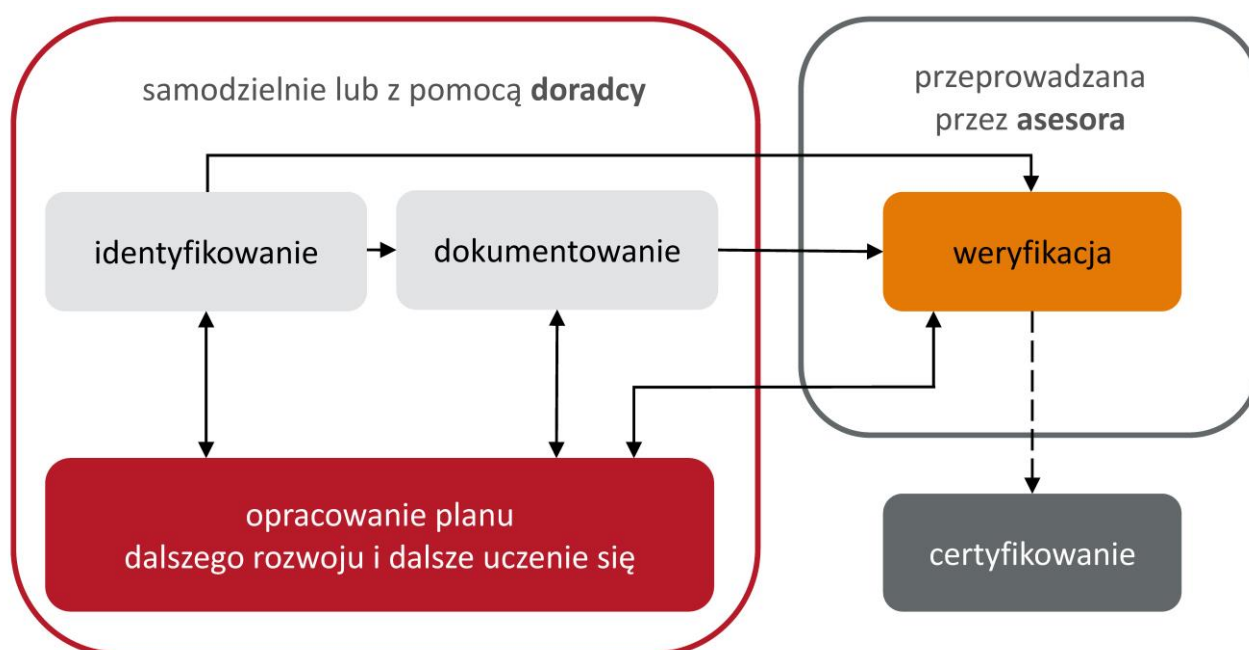 samodzielnie lub z pomocą doradcy
przeprowadzana
przez asesora
identyfikowanie
dokumentowanie
weryfikacja
opracowanie planu
dalszego rozwoju i dalsze uczenie się
certyfikowanie